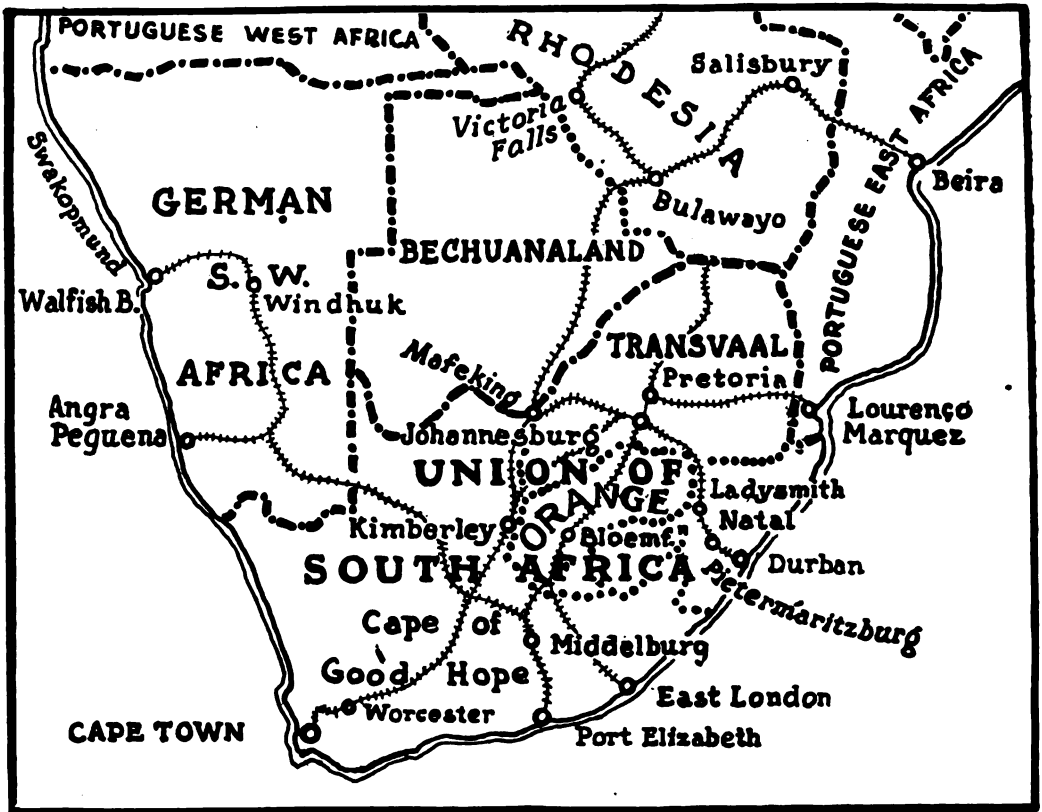 PORTUGUESE WEST AFRICA
RHODESIA
Salisbury
Victoria
Falls
PORTUGUESE EAST AFRICA
Beira
Swakopmund
GERMAN
Bulawayo
BECHUANALAND
S. W.
Walfish B.
Windhuk
TRANSVAAL
Mafeking
AFRICA
Pretoria
Angra
Peguena
Lourenço
Marquez
Johannesburg
UNION OF
ORANGE
Ladysmith
Natal
Kimberley
Bloemf.n
SOUTH AFRICA
Durban
Pietermaritzburg
Cape of
Good Hope
Middelburg
East London
Worcester
CAPE TOWN
Port Elizabeth